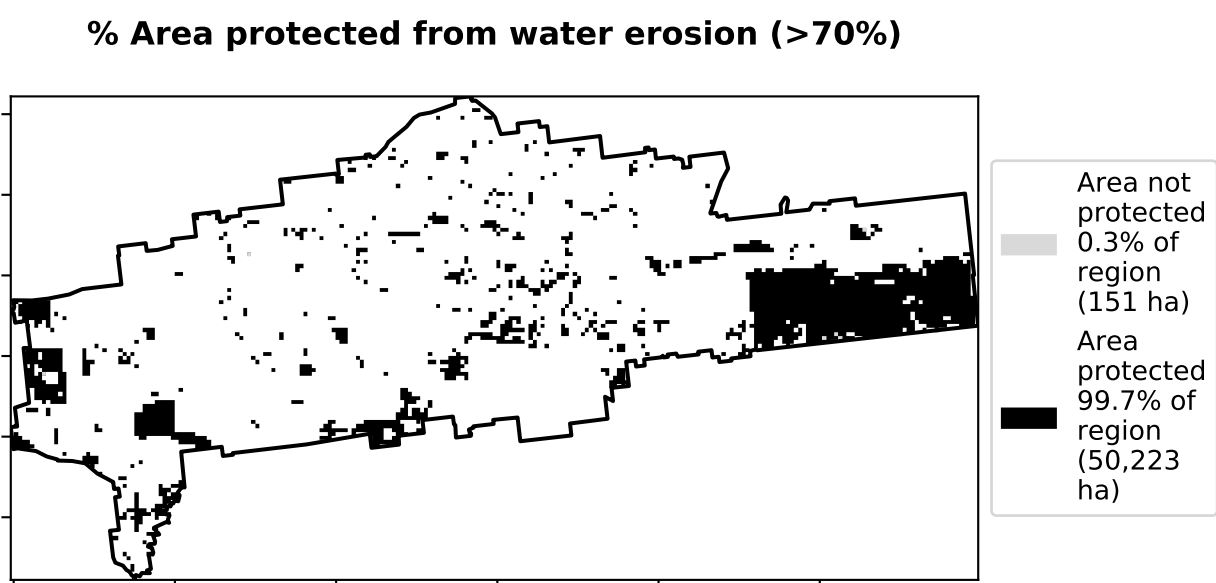 % Area protected from water erosion (>70%)
Area not
protected
0.3% of
region
(151 ha)
Area
protected
99.7% of
region
(50,223
ha)